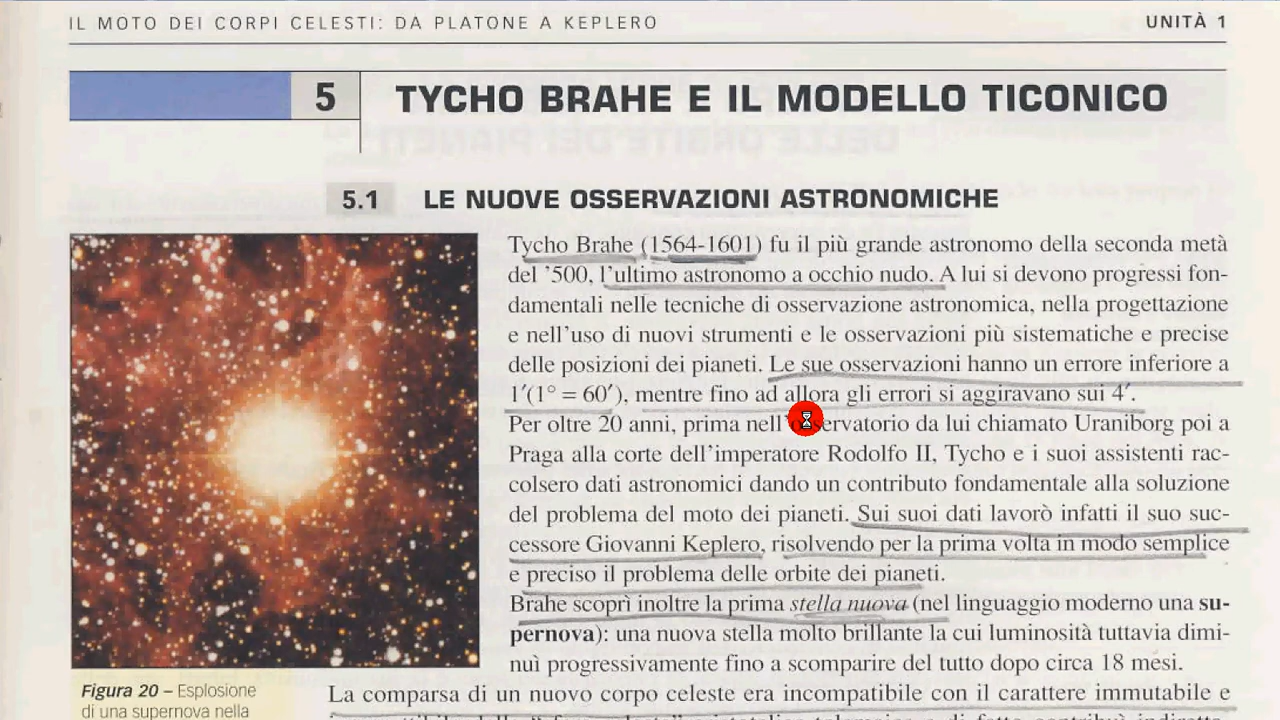 IL MOTO DEI CORPI CELESTI: DA PLATONE A KEPLERO
UNITÀ 1
5 TYCHO BRAHE E IL MODELLO TICONICO
5.1 LE NUOVE OSSERVAZIONI ASTRONOMICHE
Tycho Brahe (1564-1601) fu il più grande astronomo della seconda metà
del ’500, l’ultimo astronomo a occhio nudo. A lui si devono progressi fon-
damentali nelle tecniche di osservazione astronomica, nella progettazione
e nell’uso di nuovi strumenti e le osservazioni più sistematiche e precise
delle posizioni dei pianeti. Le sue osservazioni hanno un errore inferiore a
1′(1° = 60′), mentre fino ad allora gli errori si aggiravano sui 4′.
Per oltre 20 anni, prima nell’osservatorio da lui chiamato Uraniborg poi a
Praga alla corte dell’imperatore Rodolfo II, Tycho e i suoi assistenti rac-
colsero dati astronomici dando un contributo fondamentale alla soluzione
del problema del moto dei pianeti. Sui suoi dati lavorò infatti il suo suc-
cessore Giovanni Keplero, risolvendo per la prima volta in modo semplice
e preciso il problema delle orbite dei pianeti.
Brahe scoprì inoltre la prima stella nuova (nel linguaggio moderno una su-
pernova): una nuova stella molto brillante la cui luminosità tuttavia dimi-
nuì progressivamente fino a scomparire del tutto dopo circa 18 mesi.
La comparsa di un nuovo corpo celeste era incompatibile con il carattere immutabile e
Figura 20 – Esplosione
di una supernova nella